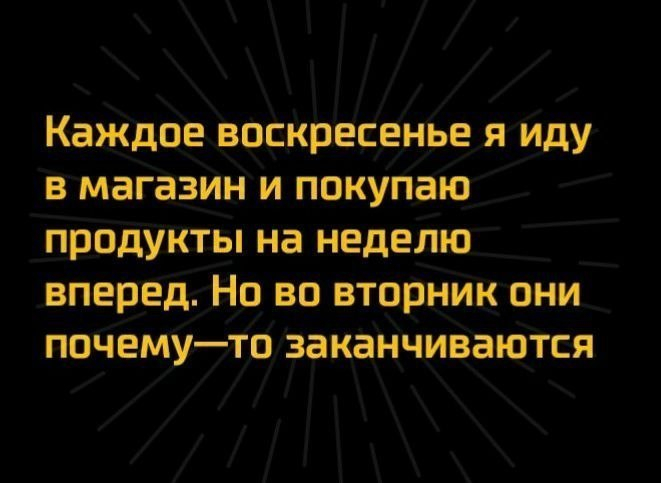 Каждое воскресенье я иду
в магазин и покупаю
продукты на неделю
вперед. Но во вторник они
почему—то заканчиваются